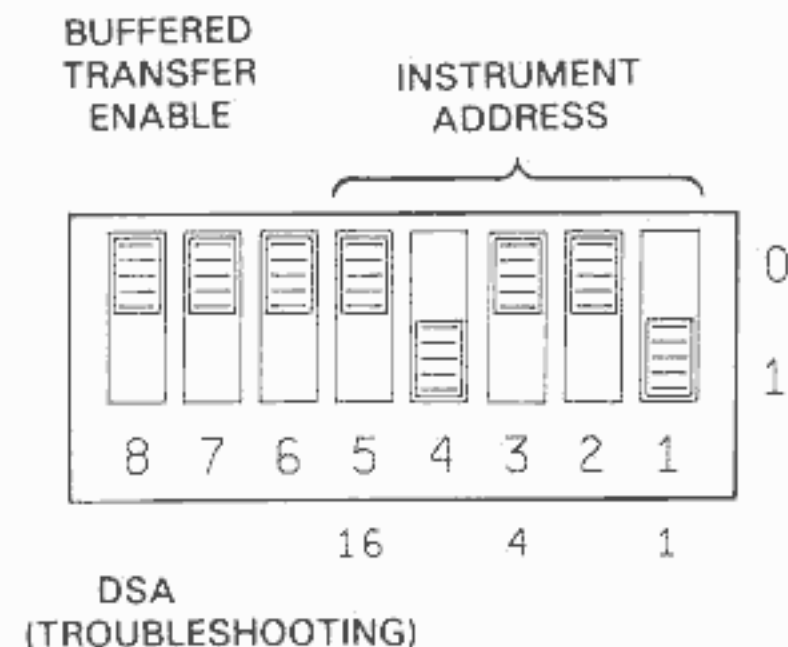 BUFFERED
TRANSFER
ENABLE
INSTRUMENT
ADDRESS
0
1
8 7 6 5 4 3 2 1
16 4 1
DSA
(TROUBLESHOOTING)